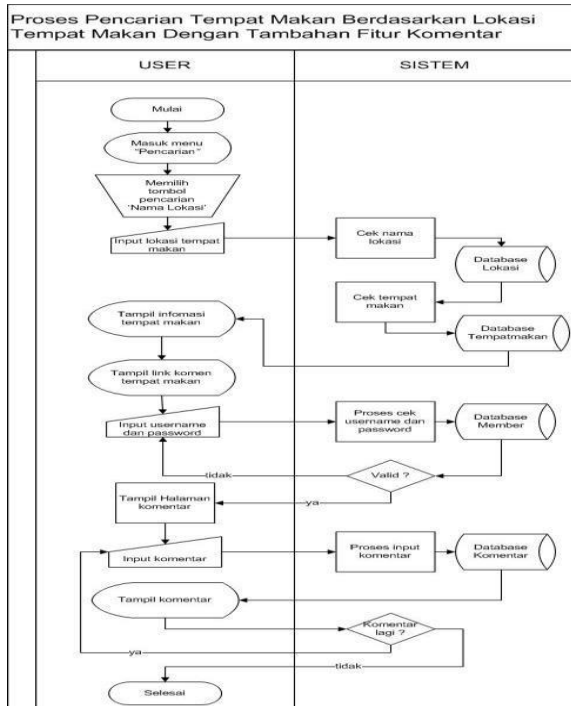 Proses Pencarian Tempat Makan Berdasarkan Lokasi
Tempat Makan Dengan Tambahan Fitur Komentar
USER
SISTEM
Mulai
Masuk menu
"Pencarian"
Memilih
tombol
pencarian
'Nama Lokasi'
Input lokasi tempat
makan
Cek nama
lokasi
Database
Lokasi
Cek tempat
makan
Database
Tempatmakan
Tampil infomasi
tempat makan
Tampil link komen
tempat makan
Input username
dan password
Proses cek
username dan
password
Database
Member
Valid ?
tidak
ya
Tampil Halaman
komentar
Input komentar
Proses input
komentar
Database
Komentar
Tampil komentar
Komentar
lagi ?
ya
tidak
Selesai